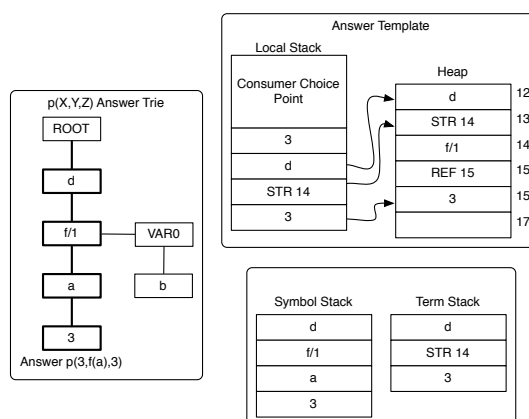 p(X,Y,Z) Answer Trie
ROOT
d
f/1
VAR0
a
b
3
Answer p(3,f(a),3)
Answer Template
Local Stack
Consumer Choice
Point
3
d
STR 14
3
Heap
d
12
STR 14
13
f/1
14
REF 15
15
3
15
17
Symbol Stack
d
f/1
a
3
Term Stack
d
STR 14
3